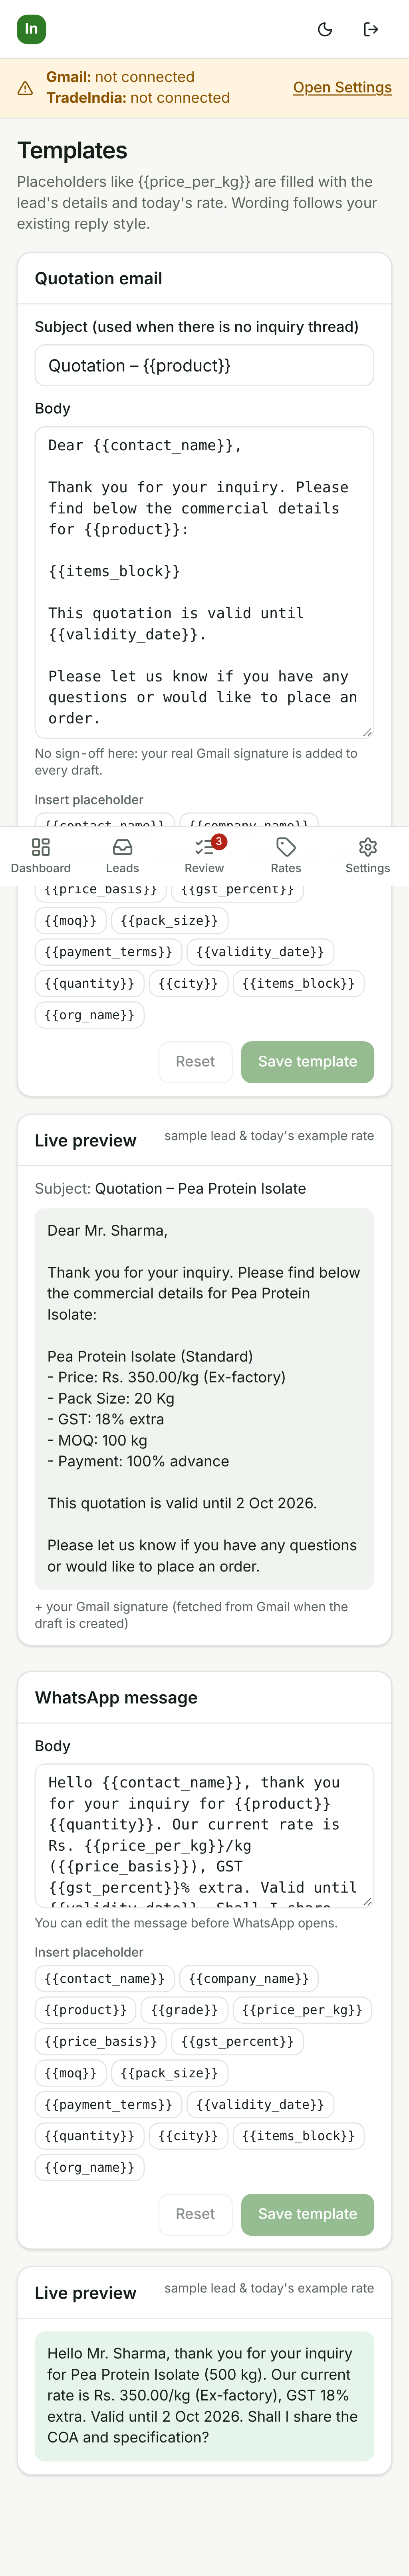 In
Gmail: not connected
TradeIndia: not connected
Open Settings
Templates
Placeholders like {{price_per_kg}} are filled with the
lead's details and today's rate. Wording follows your
existing reply style.
Quotation email
Subject (used when there is no inquiry thread)
Quotation – {{product}}
Body
Dear {{contact_name}},
Thank you for your inquiry. Please
find below the commercial details
for {{product}}:
{{items_block}}
This quotation is valid until
{{validity_date}}.
Please let us know if you have any
questions or would like to place an
order.
No sign-off here: your real Gmail signature is added to
every draft.
Insert placeholder
{{contact_name}} {{company_name}}
3
Dashboard Leads Review Rates Settings
{{price_basis}} {{gst_percent}}
{{moq}} {{pack_size}}
{{payment_terms}} {{validity_date}}
{{quantity}} {{city}} {{items_block}}
{{org_name}}
Reset Save template
Live preview sample lead & today's example rate
Subject: Quotation – Pea Protein Isolate
Dear Mr. Sharma,
Thank you for your inquiry. Please find below
the commercial details for Pea Protein
Isolate:
Pea Protein Isolate (Standard)
- Price: Rs. 350.00/kg (Ex-factory)
- Pack Size: 20 Kg
- GST: 18% extra
- MOQ: 100 kg
- Payment: 100% advance
This quotation is valid until 2 Oct 2026.
Please let us know if you have any questions
or would like to place an order.
+ your Gmail signature (fetched from Gmail when the
draft is created)
WhatsApp message
Body
Hello {{contact_name}}, thank you
for your inquiry for {{product}}
{{quantity}}. Our current rate is
Rs. {{price_per_kg}}/kg
({{price_basis}}), GST
{{gst_percent}}% extra. Valid until
{{validity_date}}. Shall I share
You can edit the message before WhatsApp opens.
Insert placeholder
{{contact_name}} {{company_name}}
{{product}} {{grade}} {{price_per_kg}}
{{price_basis}} {{gst_percent}}
{{moq}} {{pack_size}}
{{payment_terms}} {{validity_date}}
{{quantity}} {{city}} {{items_block}}
{{org_name}}
Reset Save template
Live preview sample lead & today's example rate
Hello Mr. Sharma, thank you for your inquiry
for Pea Protein Isolate (500 kg). Our current
rate is Rs. 350.00/kg (Ex-factory), GST 18%
extra. Valid until 2 Oct 2026. Shall I share the
COA and specification?